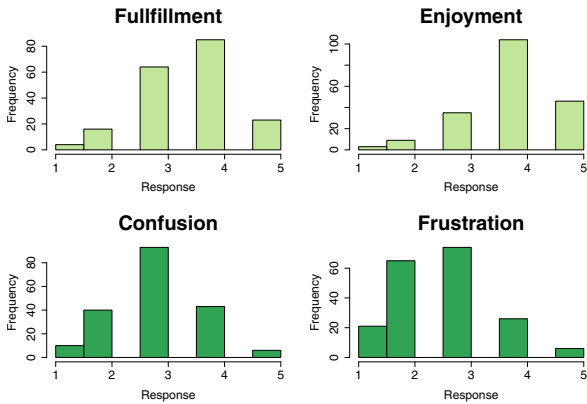 Fullfillment
Frequency
0 20 40 60 80
1 2 3 4 5
Response
Enjoyment
Frequency
0 20 60 100
1 2 3 4 5
Response
Confusion
Frequency
0 20 40 60 80
1 2 3 4 5
Response
Frustration
Frequency
0 20 40 60
1 2 3 4 5
Response